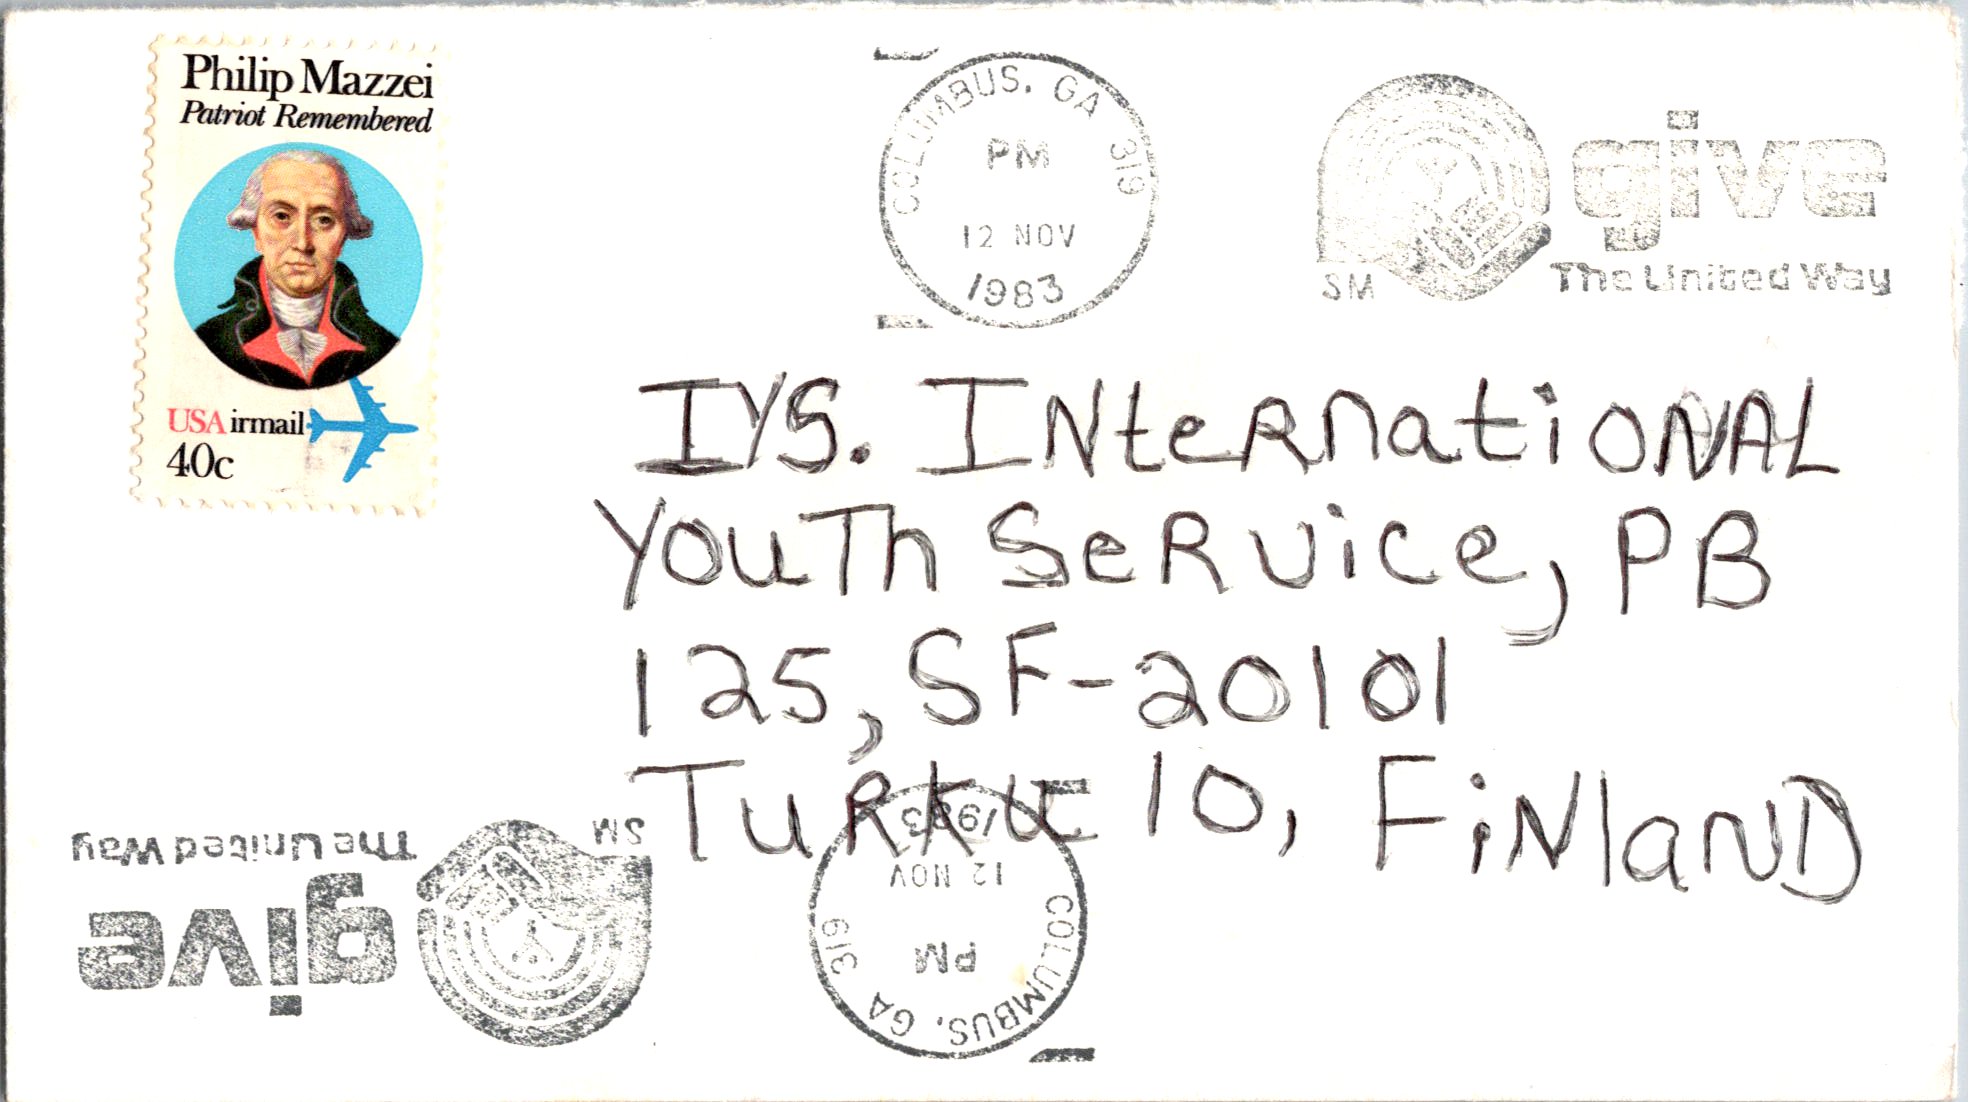 Philip Mazzei
Patriot Remembered
USAirmail
40c
COLUMBUS, GA 319
PM
12 NOV
1983
give
The United Way
SM
IYS. INteRnatiONAL
YouTh SeRvice, PB
125, SF-20101
TuRKu 10, FiNlaND
COLUMBUS, GA 319
PM
12 NOV
1983
give
The United Way
SM